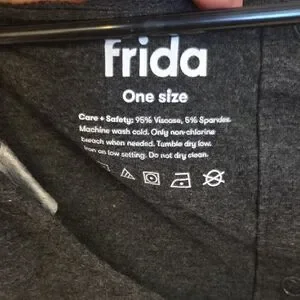 frida
One size
Care + Safety: 95% Viscose, 5% Spandex.
Machine wash cold. Only non-chlorine
beach when needed. Tumble dry low.
Iron on low setting. Do not dry clean.